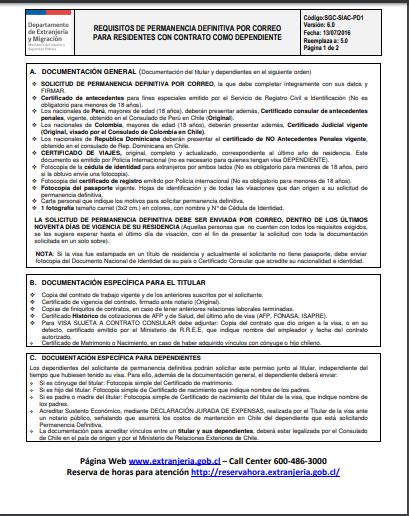 Departamento
de Extranjería
y Migración
REQUISITOS DE PERMANENCIA DEFINITIVA POR CORREO
PARA RESIDENTES CON CONTRATO COMO DEPENDIENTE
Código:SGC-SIAC-PD1
Versión: 6.0
Fecha: 13/07/2016
Reemplaza a: 5.0
Página 1 de 2
A. DOCUMENTACIÓN GENERAL (Documentación del titular y dependientes en el siguiente orden)
❖ SOLICITUD DE PERMANENCIA DEFINITIVA POR CORREO, la que debe completar íntegramente con sus datos y
FIRMAR.
❖ Certificado de antecedentes para fines especiales emitido por el Servicio de Registro Civil e Identificación (No es
obligatorio para menores de 18 años).
❖ Los nacionales de Perú, mayores de edad (18 años), deberán presentar además, Certificado consular de antecedentes
penales, vigente, obtenido en el Consulado de Perú en Chile (Original).
❖ Los nacionales de Colombia, mayores de edad (18 años), deberán presentar además, Certificado Judicial vigente
(Original, visado por el Consulado de Colombia en Chile).
❖ Los nacionales de Republica Dominicana deberán presentar el certificado de NO Antecedentes Penales vigente,
obtenido en el consulado de Rep. Dominicana en Chile.
❖ CERTIFICADO DE VIAJES, original, completo y actualizado, correspondiente al último año de residencia. Este
documento es emitido por Policía Internacional (no es necesario para quienes tengan visa DEPENDIENTE).
❖ Fotocopia de la cédula de identidad para extranjeros por ambos lados (No es obligatorio para menores de 18 años, pero
si la obtuvo envíe una fotocopia).
❖ Fotocopia del certificado de registro emitido por Policía internacional (No es obligatorio para menores de 18 años).
❖ Fotocopia del pasaporte vigente. Hojas de identificación y de todas las visaciones que dan origen a su solicitud de
permanencia definitiva.
❖ Carta personal que indique los motivos para solicitar permanencia definitiva.
❖ 1 fotografía tamaño carnet (3x2 cm.) en colores, con nombre y N° de Cédula de Identidad.
LA SOLICITUD DE PERMANENCIA DEFINITIVA DEBE SER ENVIADA POR CORREO, DENTRO DE LOS ÚLTIMOS
NOVENTA DÍAS DE VIGENCIA DE SU RESIDENCIA (Aquellas personas que no cuenten con todos los requisitos exigidos,
se les sugiere esperar hasta el último día de visación, con el fin de presentar la solicitud con toda la documentación
solicitada en un solo sobre).
NOTA: Si la visa fue estampada en un título de residencia y actualmente el solicitante no tiene pasaporte, debe enviar
fotocopia del Documento Nacional de Identidad de su país o Certificado Consular que acredite su nacionalidad e identidad.
B. DOCUMENTACIÓN ESPECÍFICA PARA EL TITULAR
❖ Copia del contrato de trabajo vigente y de los anteriores suscritos por el solicitante.
❖ Certificado de vigencia del contrato, firmado ante notario (Original).
❖ Copias de finiquitos de contratos, en caso de tener anteriores relaciones laborales terminadas.
❖ Certificado Histórico de cotizaciones de AFP y de Salud, del último año de visa (AFP, FONASA, ISAPRE).
❖ Para VISA SUJETA A CONTRATO CONSULAR debe adjuntar: Copia del contrato que dio origen a la visa, o en su
defecto, certificado emitido por el Ministerio de R.R.E.E, que indique nombre del empleador y fecha del contrato
autorizado.
❖ Certificado de Matrimonio o Nacimiento, en caso de haber adquirido vínculos con cónyuge o hijo chileno.
C. DOCUMENTACIÓN ESPECÍFICA PARA DEPENDIENTES
Los dependientes del solicitante de permanencia definitiva podrán solicitar este permiso junto al titular, independiente del
tiempo que hubiesen tenido su visa. Para ello, además de la documentación general, el dependiente deberá enviar:
❖ Si es cónyuge del titular: Fotocopia simple del Certificado de matrimonio.
❖ Si es hijo del titular: Fotocopia simple de Certificado de nacimiento que indique nombre de los padres.
❖ Si es padre o madre del titular: Fotocopia simple de Certificado de nacimiento del titular de la visa, que indique nombre de
los padres.
❖ Acreditar Sustento Económico, mediante DECLARACIÓN JURADA DE EXPENSAS, realizada por el Titular de la visa ante
un notario público, señalando que asumirá los costos de mantención en Chile del dependiente que está solicitando
Permanencia Definitiva.
❖ La documentación para acreditar vínculos entre un titular y sus dependientes, deberá estar legalizada por el Consulado
de Chile en el país de origen y por el Ministerio de Relaciones Exteriores de Chile.
Página Web www.extranjeria.gob.cl – Call Center 600-486-3000
Reserva de horas para atención http://reservahora.extranjeria.gob.cl/